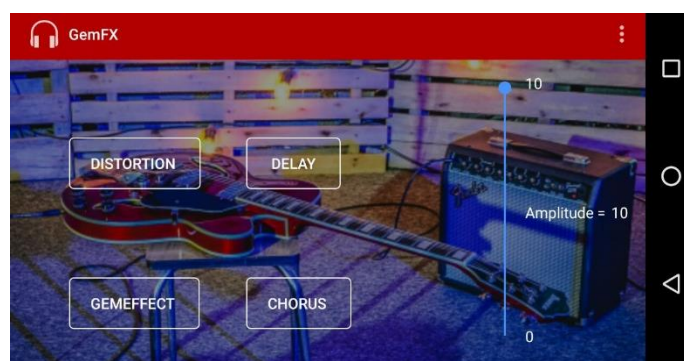 GemFX
10
DISTORTION
DELAY
Amplitude = 10
GEMEFFECT
CHORUS
0